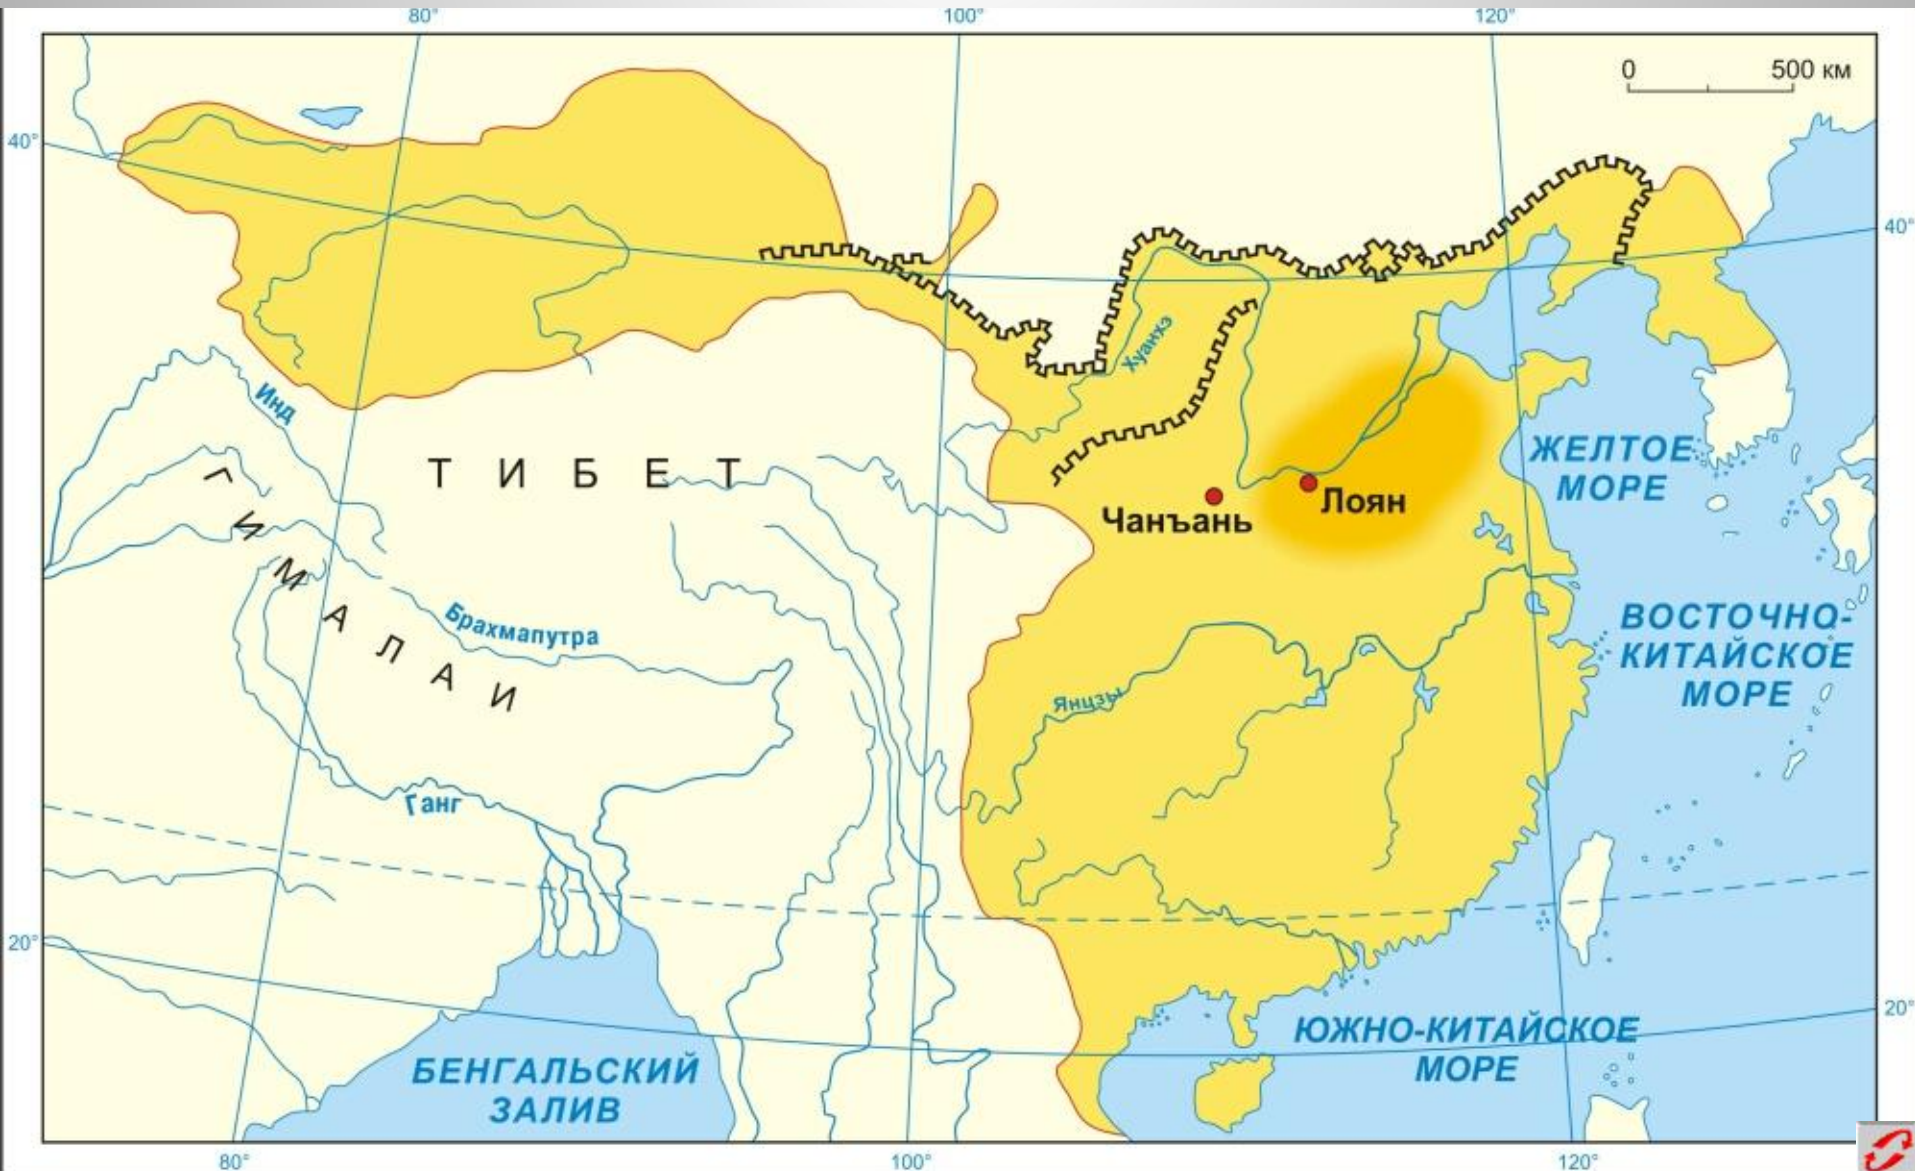 80°
100°
120°
0 500 км
40°
40°
Хуанхэ
Инд
ТИБЕТ
ЖЕЛТОЕ
МОРЕ
Лоян
Чанъань
ГИМАЛАИ
Брахмапутра
ВОСТОЧНО-
КИТАЙСКОЕ
МОРЕ
Янцзы
Ганг
20°
20°
ЮЖНО-КИТАЙСКОЕ
МОРЕ
БЕНГАЛЬСКИЙ
ЗАЛИВ
80°
100°
120°